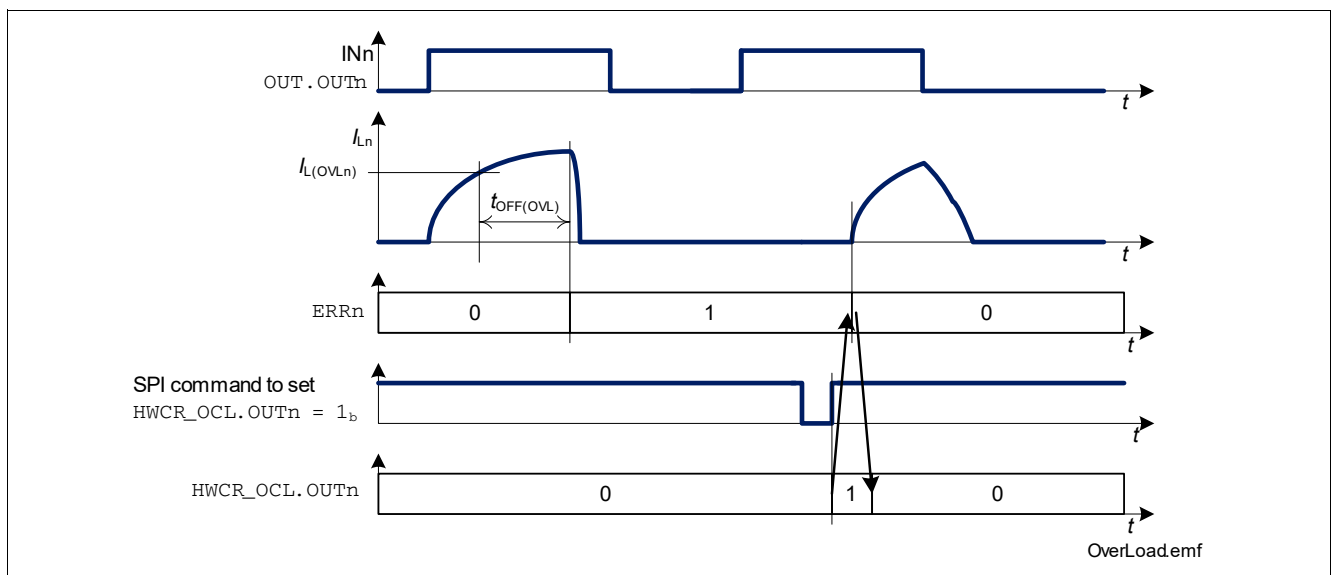 INn
OUT.OUTn
t
ILn
IL(OVLn)
tOFF(OVL)
t
ERRn
0
1
0
t
SPI command to set
HWCR_OCL.OUTn = 1b
t
HWCR_OCL.OUTn
0
1
0
t
OverLoad.emf